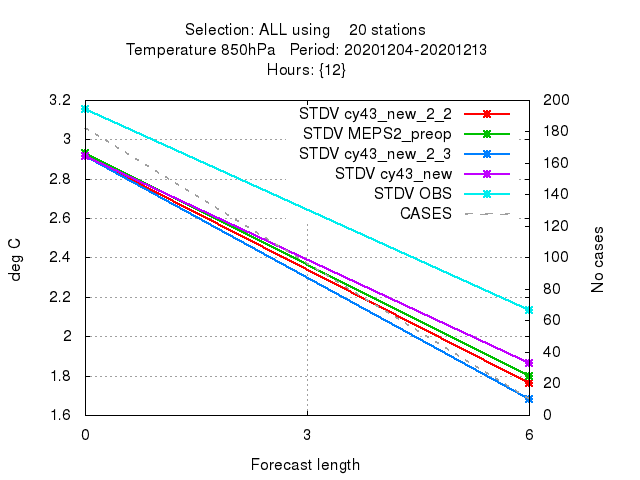 Selection: ALL using 20 stations
Temperature 850hPa Period: 20201204-20201213
Hours: {12}
3.2
3
2.8
2.6
2.4
2.2
2
1.8
1.6
deg C
STDV cy43_new_2_2
STDV MEPS2_preop
STDV cy43_new_2_3
STDV cy43_new
STDV OBS
CASES
200
180
160
140
120
100
80
60
40
20
0
No cases
0 3 6
Forecast length